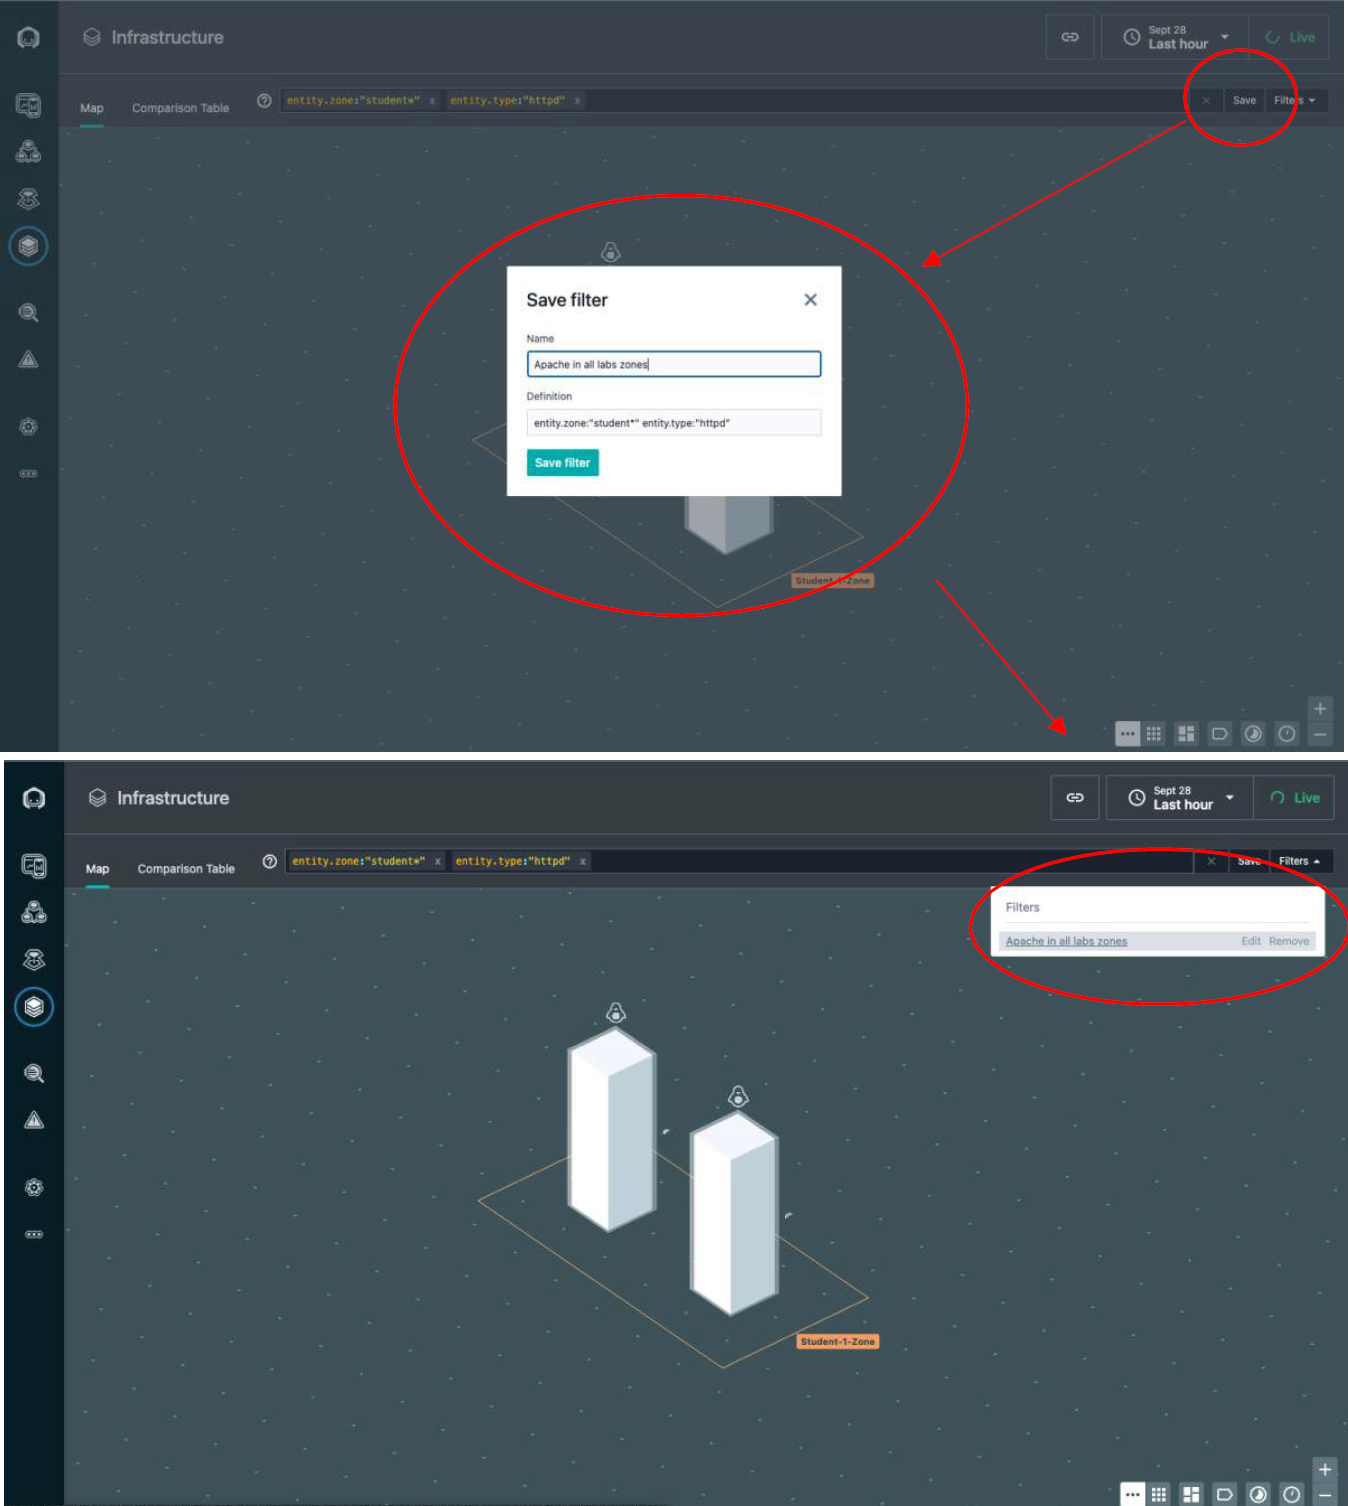 Infrastructure
Sept 28
Last hour
Live
Map
Comparison Table
entity.zone:"student*" x entity.type:"httpd" x
Save
Filters
Save filter
Name
Apache in all labs zones
Definition
entity.zone:"student*" entity.type:"httpd"
Save filter
Student-1-Zone
Infrastructure
Sept 28
Last hour
Live
Map
Comparison Table
entity.zone:"student*" x entity.type:"httpd" x
Save
Filters
Filters
Apache in all labs zones
Edit Remove
Student-1-Zone